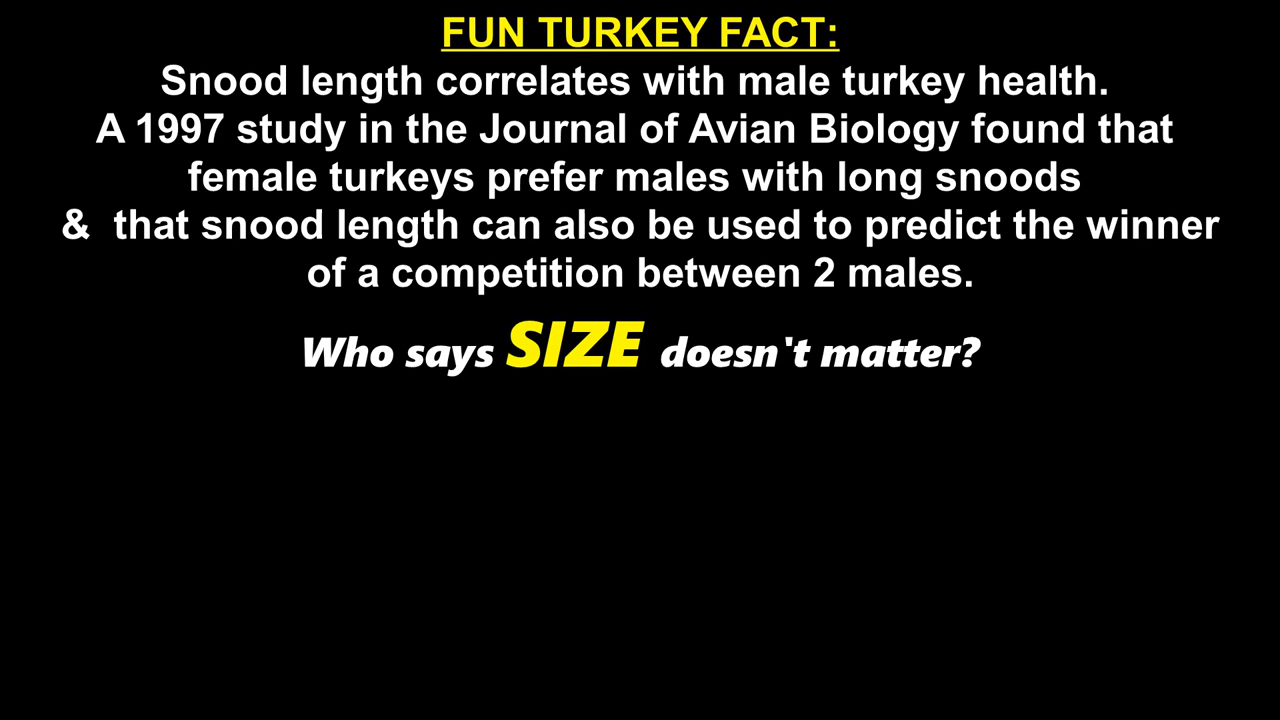 FUN TURKEY FACT:
Snood length correlates with male turkey health.
A 1997 study in the Journal of Avian Biology found that
female turkeys prefer males with long snoods
&  that snood length can also be used to predict the winner
of a competition between 2 males.
Who says SIZE doesn't matter?